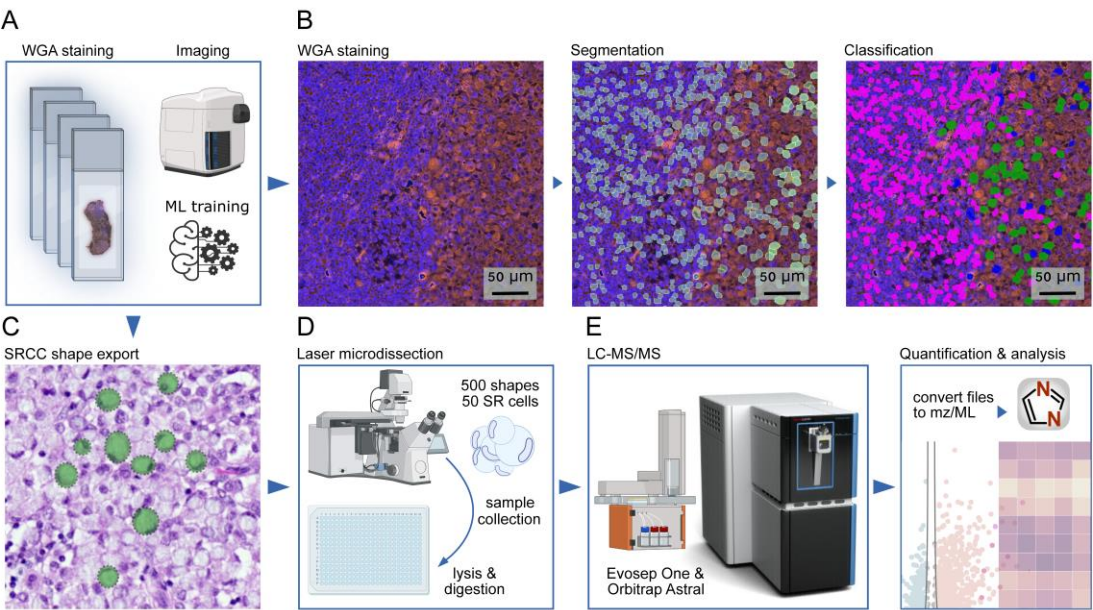 A
WGA staining
Imaging
ML training
B
WGA staining
Segmentation
Classification
50 µm
50 µm
50 µm
C
SRCC shape export
D
Laser microdissection
500 shapes
50 SR cells
sample
collection
lysis &
digestion
E
LC-MS/MS
Evosep One &
Orbitrap Astral
Quantification & analysis
convert files
to mz/ML
N
N